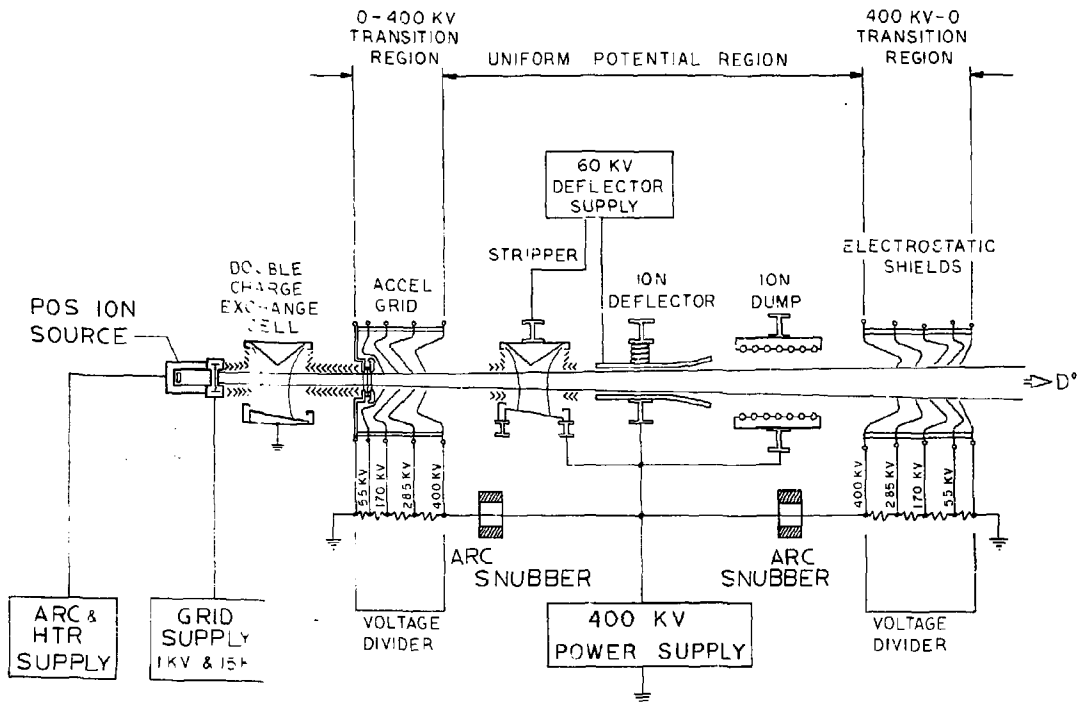 0-400 KV
TRANSITION
REGION
UNIFORM POTENTIAL REGION
400 KV-0
TRANSITION
REGION
60 KV
DEFLECTOR
SUPPLY
STRIPPER
ELECTROSTATIC
SHIELDS
DOUBLE
CHARGE
EXCHANGE
CELL
ACCEL
GRID
ION
DEFLECTOR
ION
DUMP
POS ION
SOURCE
D°
55 KV
170 KV
285 KV
400 KV
400 KV
285 KV
170 KV
55 KV
ARC
SNUBBER
ARC
SNUBBER
ARC &
HTR
SUPPLY
GRID
SUPPLY
1KV & 15K
VOLTAGE
DIVIDER
400 KV
POWER SUPPLY
VOLTAGE
DIVIDER